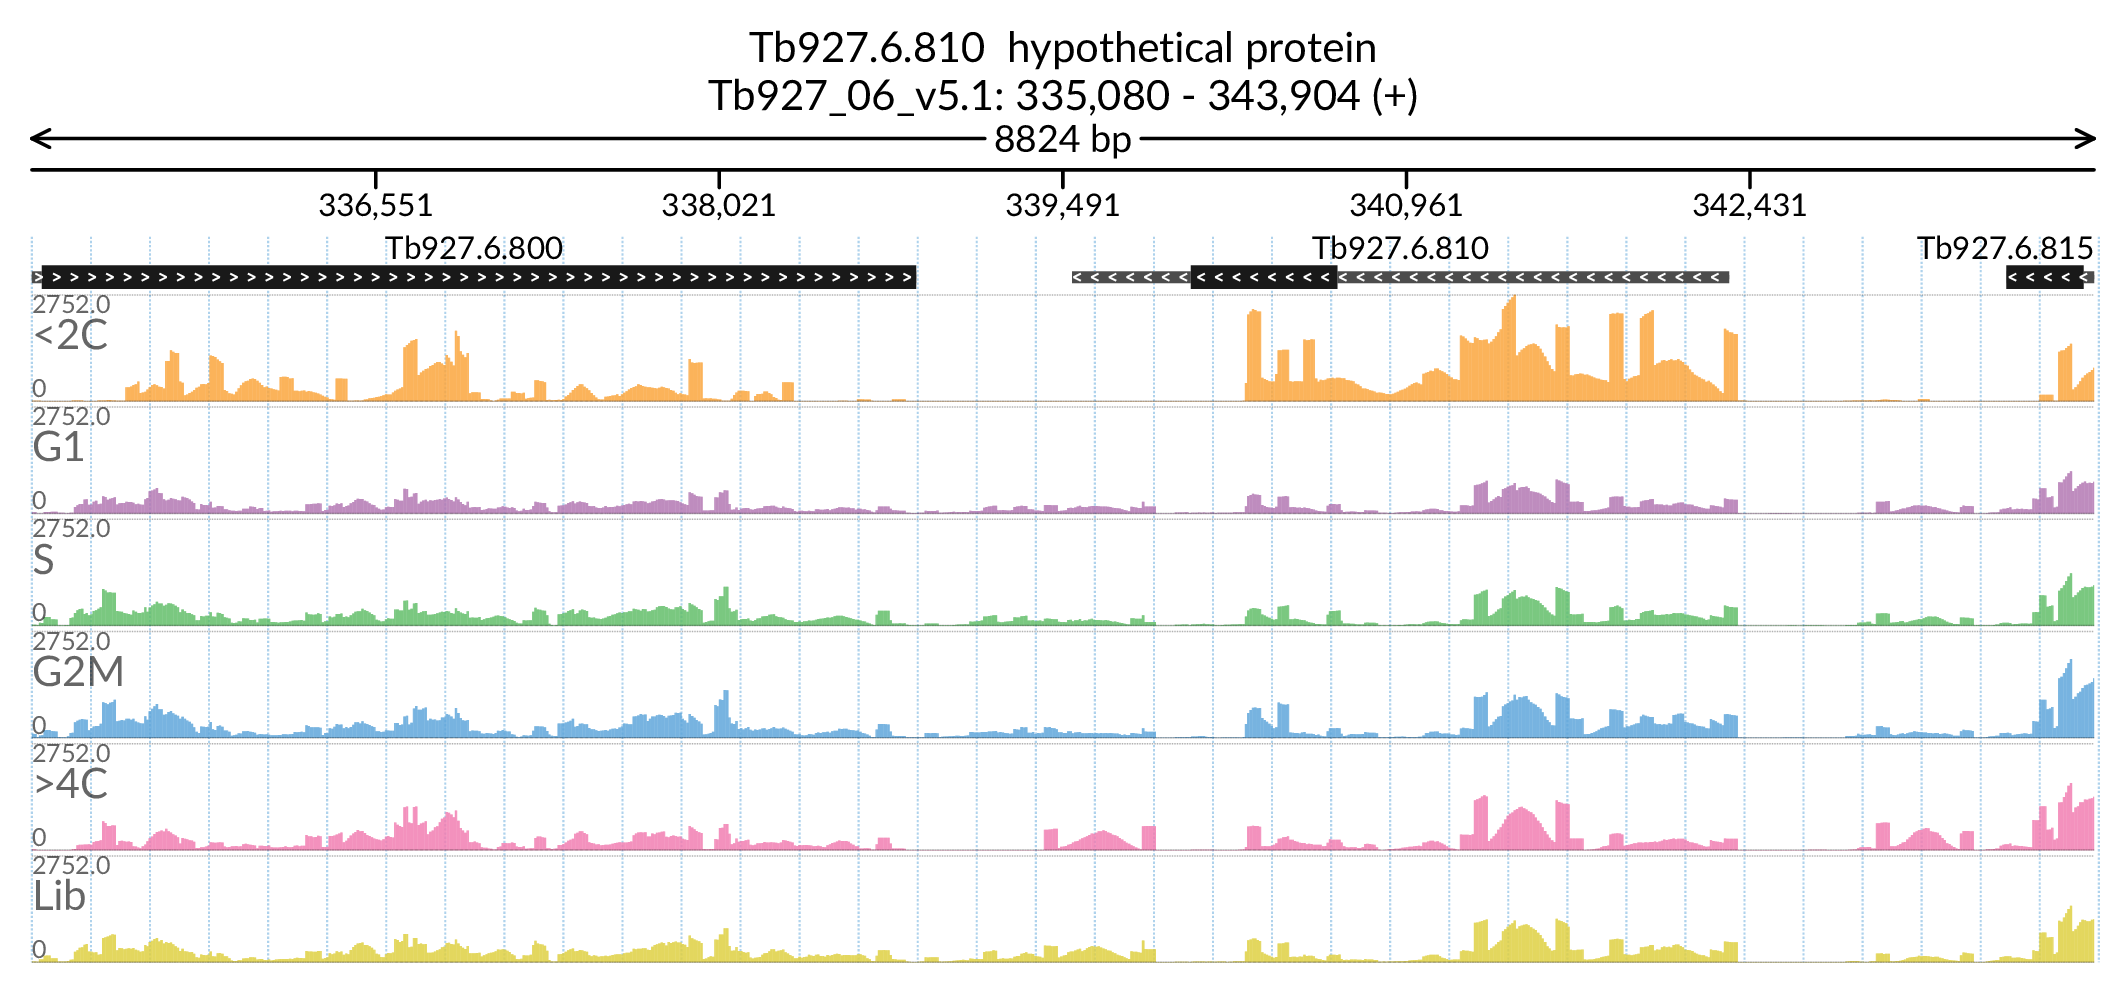 Tb927.6.810  hypothetical protein
Tb927_06_v5.1: 335,080 - 343,904 (+)
8824 bp
336,551 338,021 339,491 340,961 342,431
Tb927.6.800 Tb927.6.810 Tb927.6.815
2752.0
<2C
0
2752.0
G1
0
2752.0
S
0
2752.0
G2M
0
2752.0
>4C
0
2752.0
Lib
0